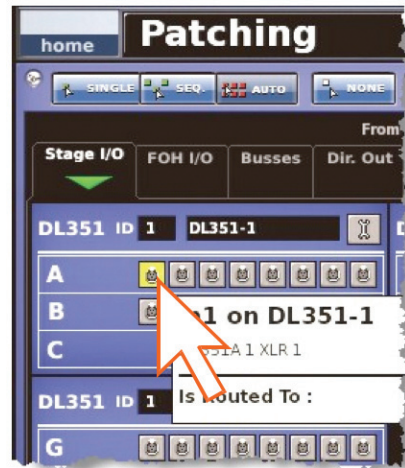 home Patching
SINGLE SEQ. AUTO NONE
From
Stage I/O FOH I/O Busses Dir. Out
DL351 ID 1 DL351-1
A
B
1 on DL351-1
A 1 XLR 1
C
Is Routed To :
DL351 ID 1
G